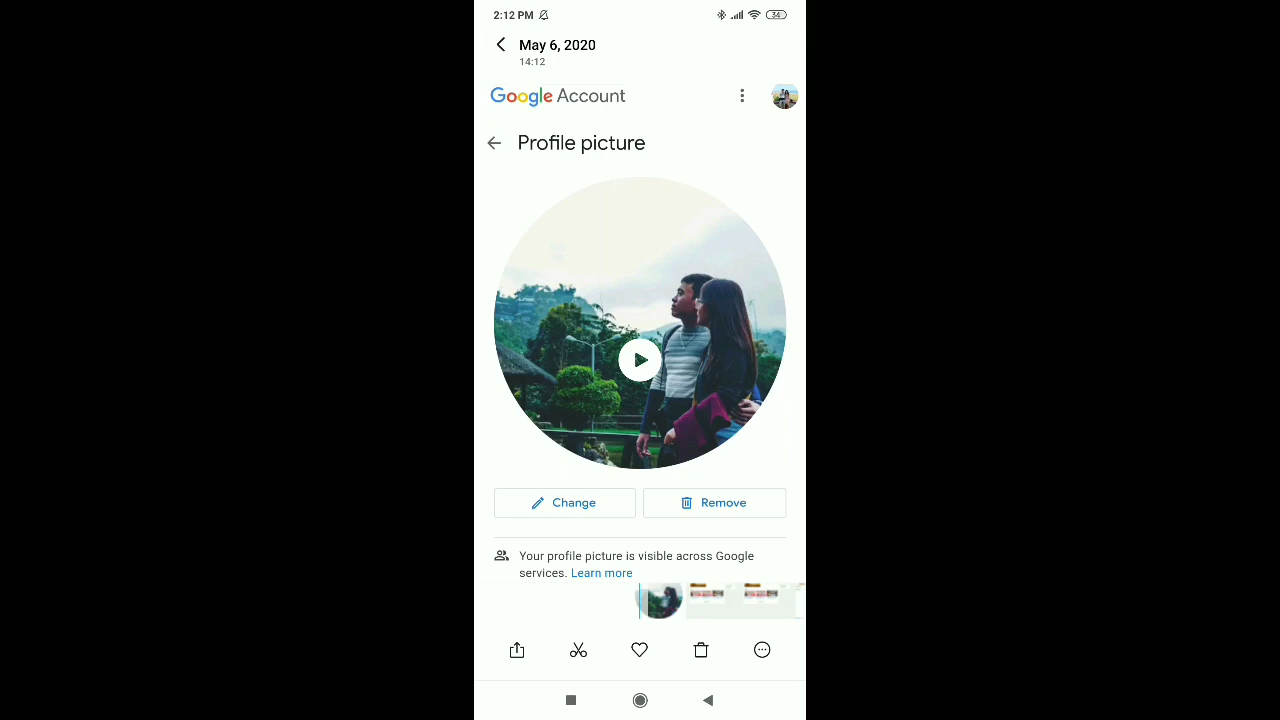 2:12 PM 34
May 6, 2020
14:12
Google Account
Profile picture
Change Remove
Your profile picture is visible across Google
services. Learn more